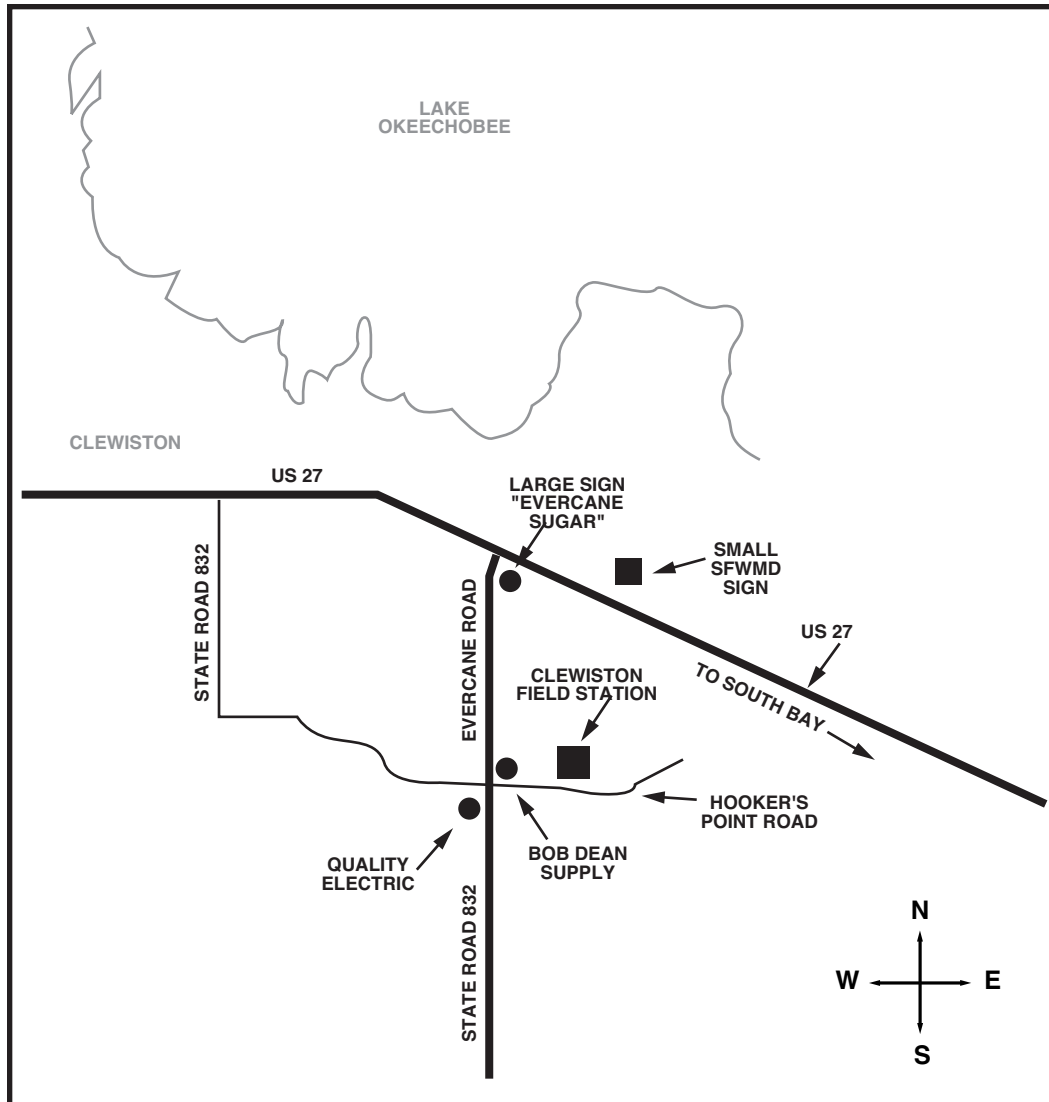 LAKE
OKEECHOBEE
CLEWISTON
US 27
LARGE SIGN
"EVERCANE
SUGAR"
SMALL
SFWMD
SIGN
STATE ROAD 832
EVERCANE ROAD
US 27
CLEWISTON
FIELD STATION
TO SOUTH BAY
HOOKER'S
POINT ROAD
QUALITY
ELECTRIC
BOB DEAN
SUPPLY
STATE ROAD 832
N
W
E
S